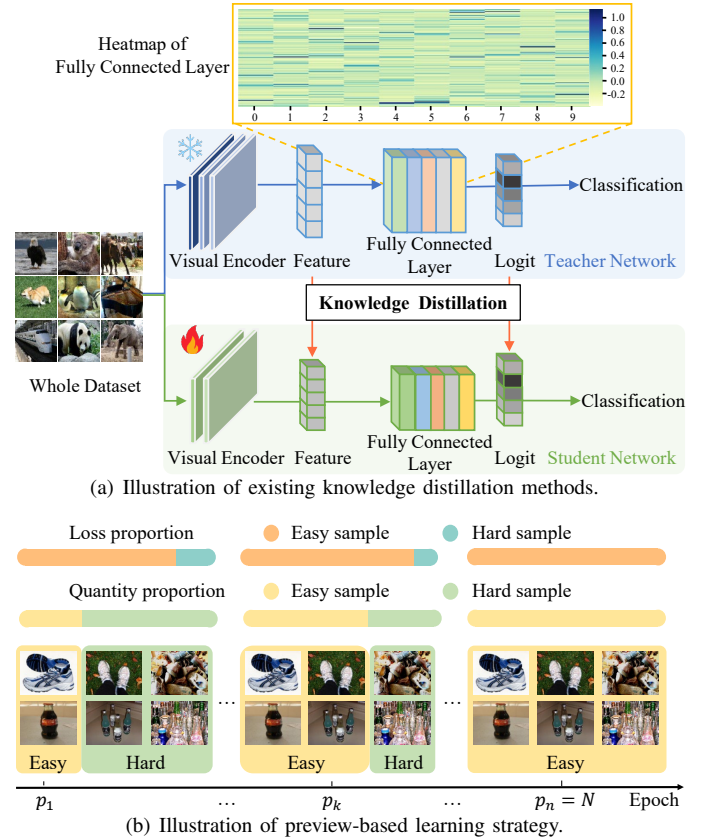 Heatmap of
Fully Connected Layer
1.0
0.8
0.6
0.4
0.2
0.0
-0.2
0 1 2 3 4 5 6 7 8 9
Classification
Visual Encoder Feature Fully Connected Layer Logit Teacher Network
Knowledge Distillation
Whole Dataset
Classification
Visual Encoder Feature Fully Connected Layer Logit Student Network
(a) Illustration of existing knowledge distillation methods.
Loss proportion Easy sample Hard sample
Quantity proportion Easy sample Hard sample
... ...
Easy Hard Easy Hard Easy
p1 ... pk ... pn = N Epoch
(b) Illustration of preview-based learning strategy.